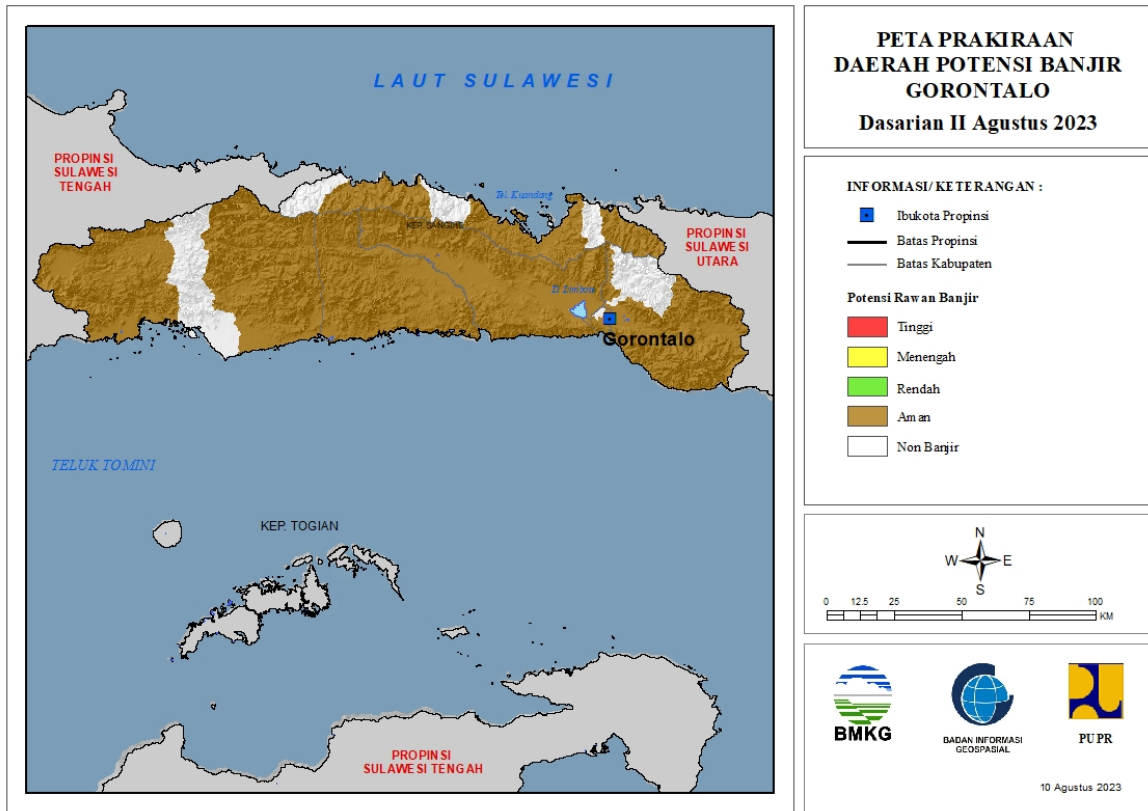 LAUT SULAWESI
PROPINSI
SULAWESI
TENGAH
Tel. Kuandang
KEP. SANGIHE
PROPINSI
SULAWESI
UTARA
D. Limboto
Gorontalo
TELUK TOMINI
KEP. TOGIAN
PROPINSI
SULAWESI TENGAH
PETA PRAKIRAAN
DAERAH POTENSI BANJIR
GORONTALO
Dasarian II Agustus 2023
INFORMASI/ KETERANGAN :
Ibukota Propinsi
Batas Propinsi
Batas Kabupaten
Potensi Rawan Banjir
Tinggi
Menengah
Rendah
Aman
Non Banjir
N
W E
S
0 12.5 25 50 75 100
KM
BMKG
BADAN INFORMASI
GEOSPASIAL
PUPR
10 Agustus 2023